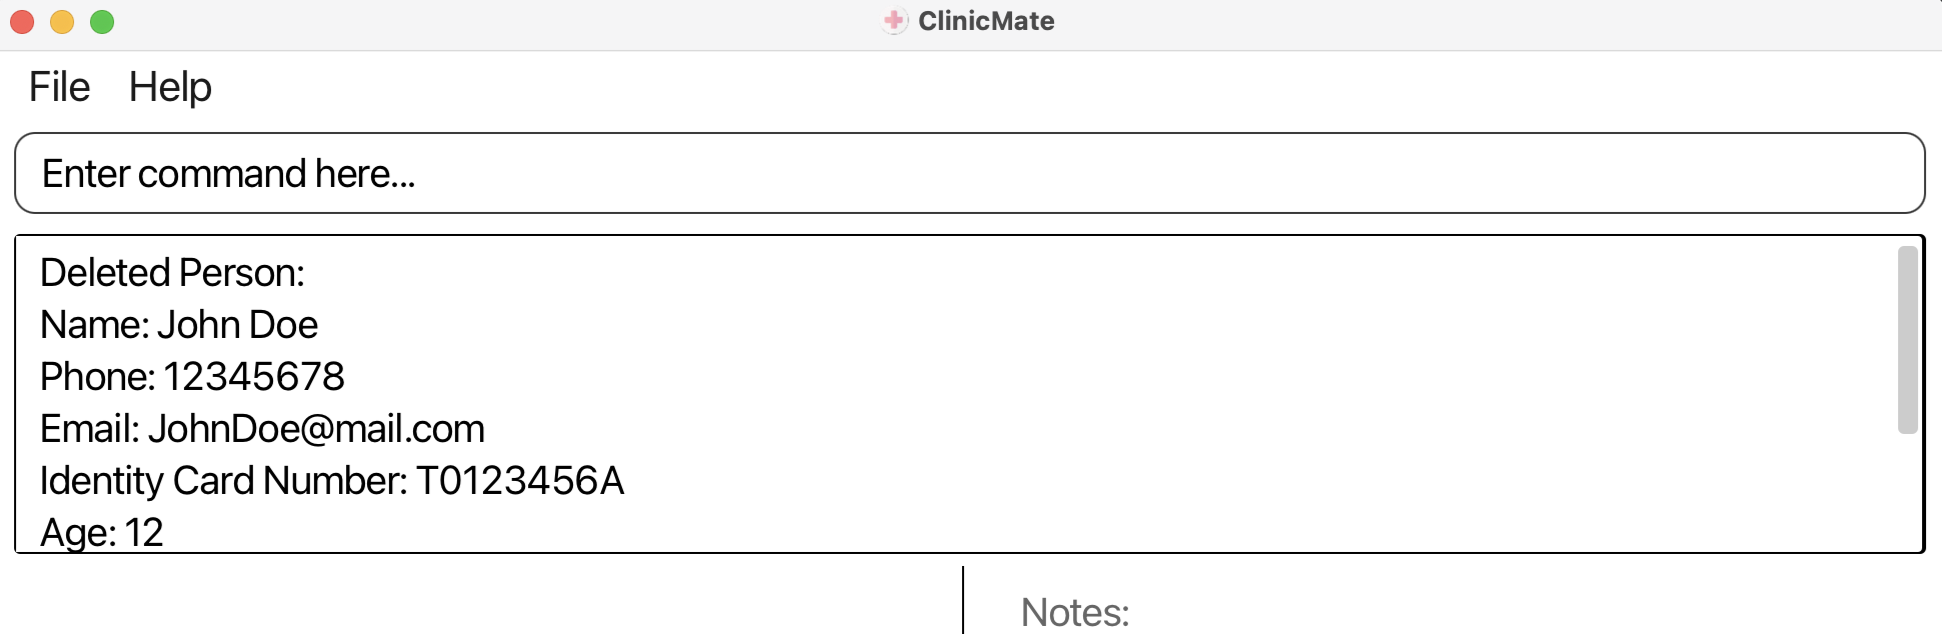 ClinicMate
File Help
Enter command here...
Deleted Person:
Name: John Doe
Phone: 12345678
Email: JohnDoe@mail.com
Identity Card Number: T0123456A
Age: 12
Notes: